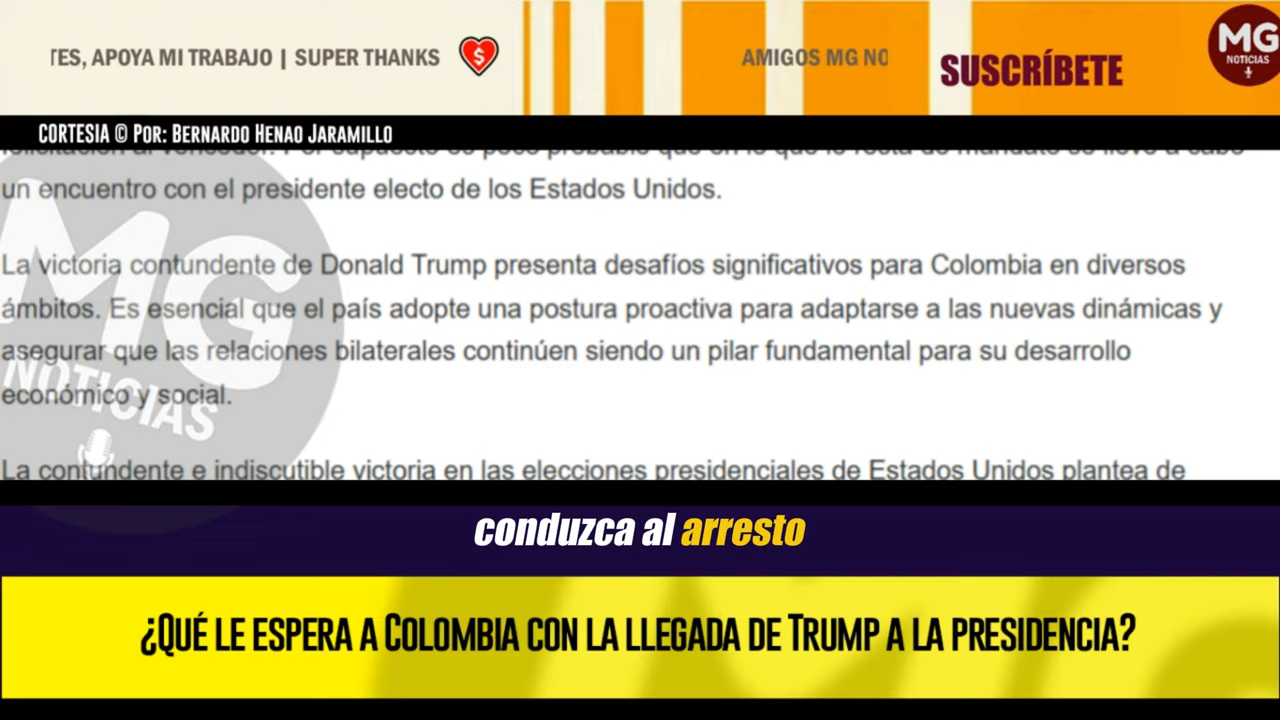 TES, APOYA MI TRABAJO | SUPER THANKS
AMIGOS MG NO
SUSCRÍBETE
MG
NOTICIAS
CORTESIA © Por: Bernardo Henao Jaramillo
un encuentro con el presidente electo de los Estados Unidos.
La victoria contundente de Donald Trump presenta desafíos significativos para Colombia en diversos
ámbitos. Es esencial que el país adopte una postura proactiva para adaptarse a las nuevas dinámicas y
asegurar que las relaciones bilaterales continúen siendo un pilar fundamental para su desarrollo
económico y social.
La contundente e indiscutible victoria en las elecciones presidenciales de Estados Unidos plantea de
MG
NOTICIAS
conduzca al arresto
¿Qué le espera a Colombia con la llegada de Trump a la presidencia?